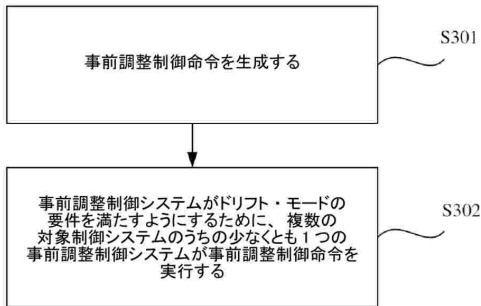 事前調整制御命令を生成する
S301
事前調整制御システムがドリフト・モードの
要件を満たすようにするために、複数の
対象制御システムのうちの少なくとも1つの
事前調整制御システムが事前調整制御命令を
実行する
S302